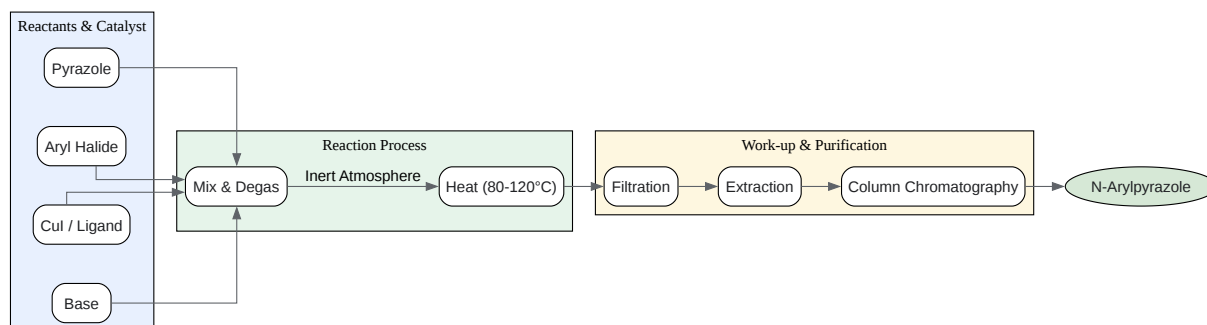 Reactants & Catalyst
Pyrazole
Aryl Halide
CuI / Ligand
Base
Reaction Process
Mix & Degas
Inert Atmosphere
Heat (80-120°C)
Work-up & Purification
Filtration
Extraction
Column Chromatography
N-Arylpyrazole